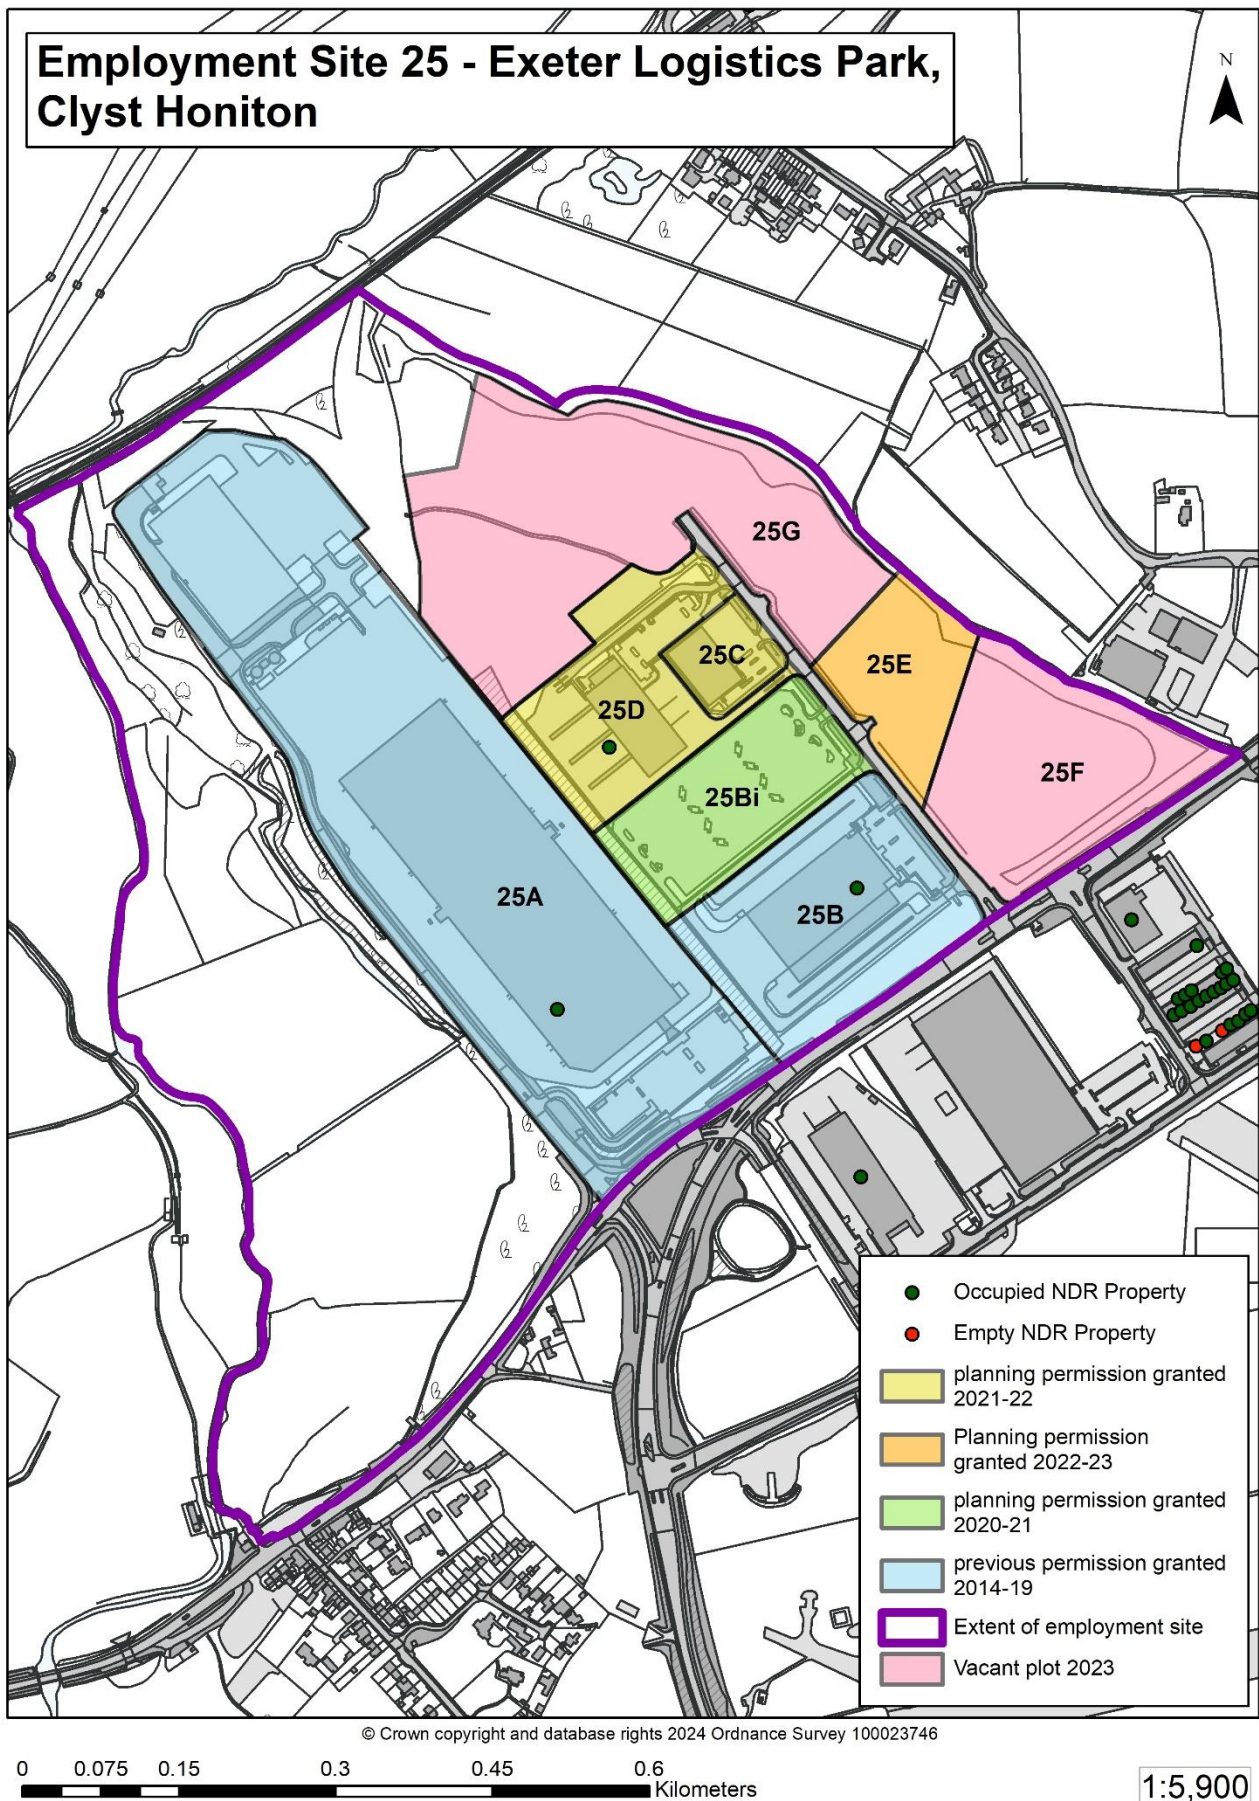 Employment Site 25 - Exeter Logistics Park,
Clyst Honiton
N
25G
25C
25E
25D
25F
25Bi
25A
25B
Occupied NDR Property
Empty NDR Property
planning permission granted
2021-22
Planning permission
granted 2022-23
planning permission granted
2020-21
previous permission granted
2014-19
Extent of employment site
Vacant plot 2023
© Crown copyright and database rights 2024 Ordnance Survey 100023746
0 0.075 0.15 0.3 0.45 0.6
Kilometers
1:5,900